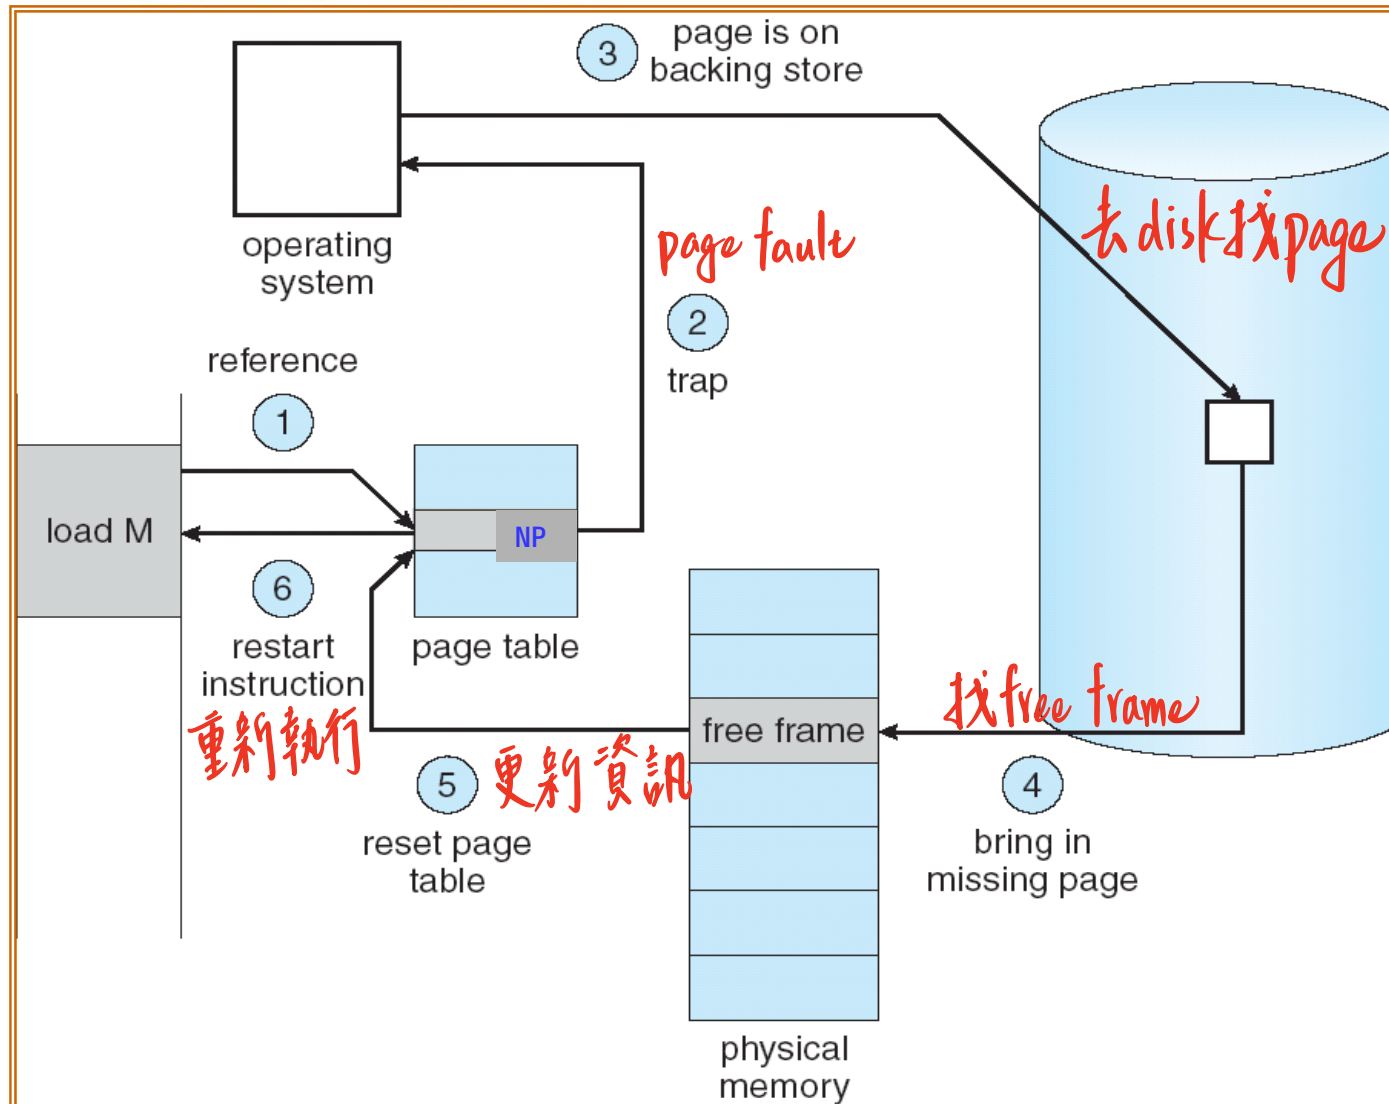 3
page is on
backing store
去disk找page
operating
system
page fault
2
trap
reference
1
load M
NP
6
restart
instruction
重新執行
page table
free frame
找free frame
5
更新資訊
reset page
table
4
bring in
missing page
physical
memory